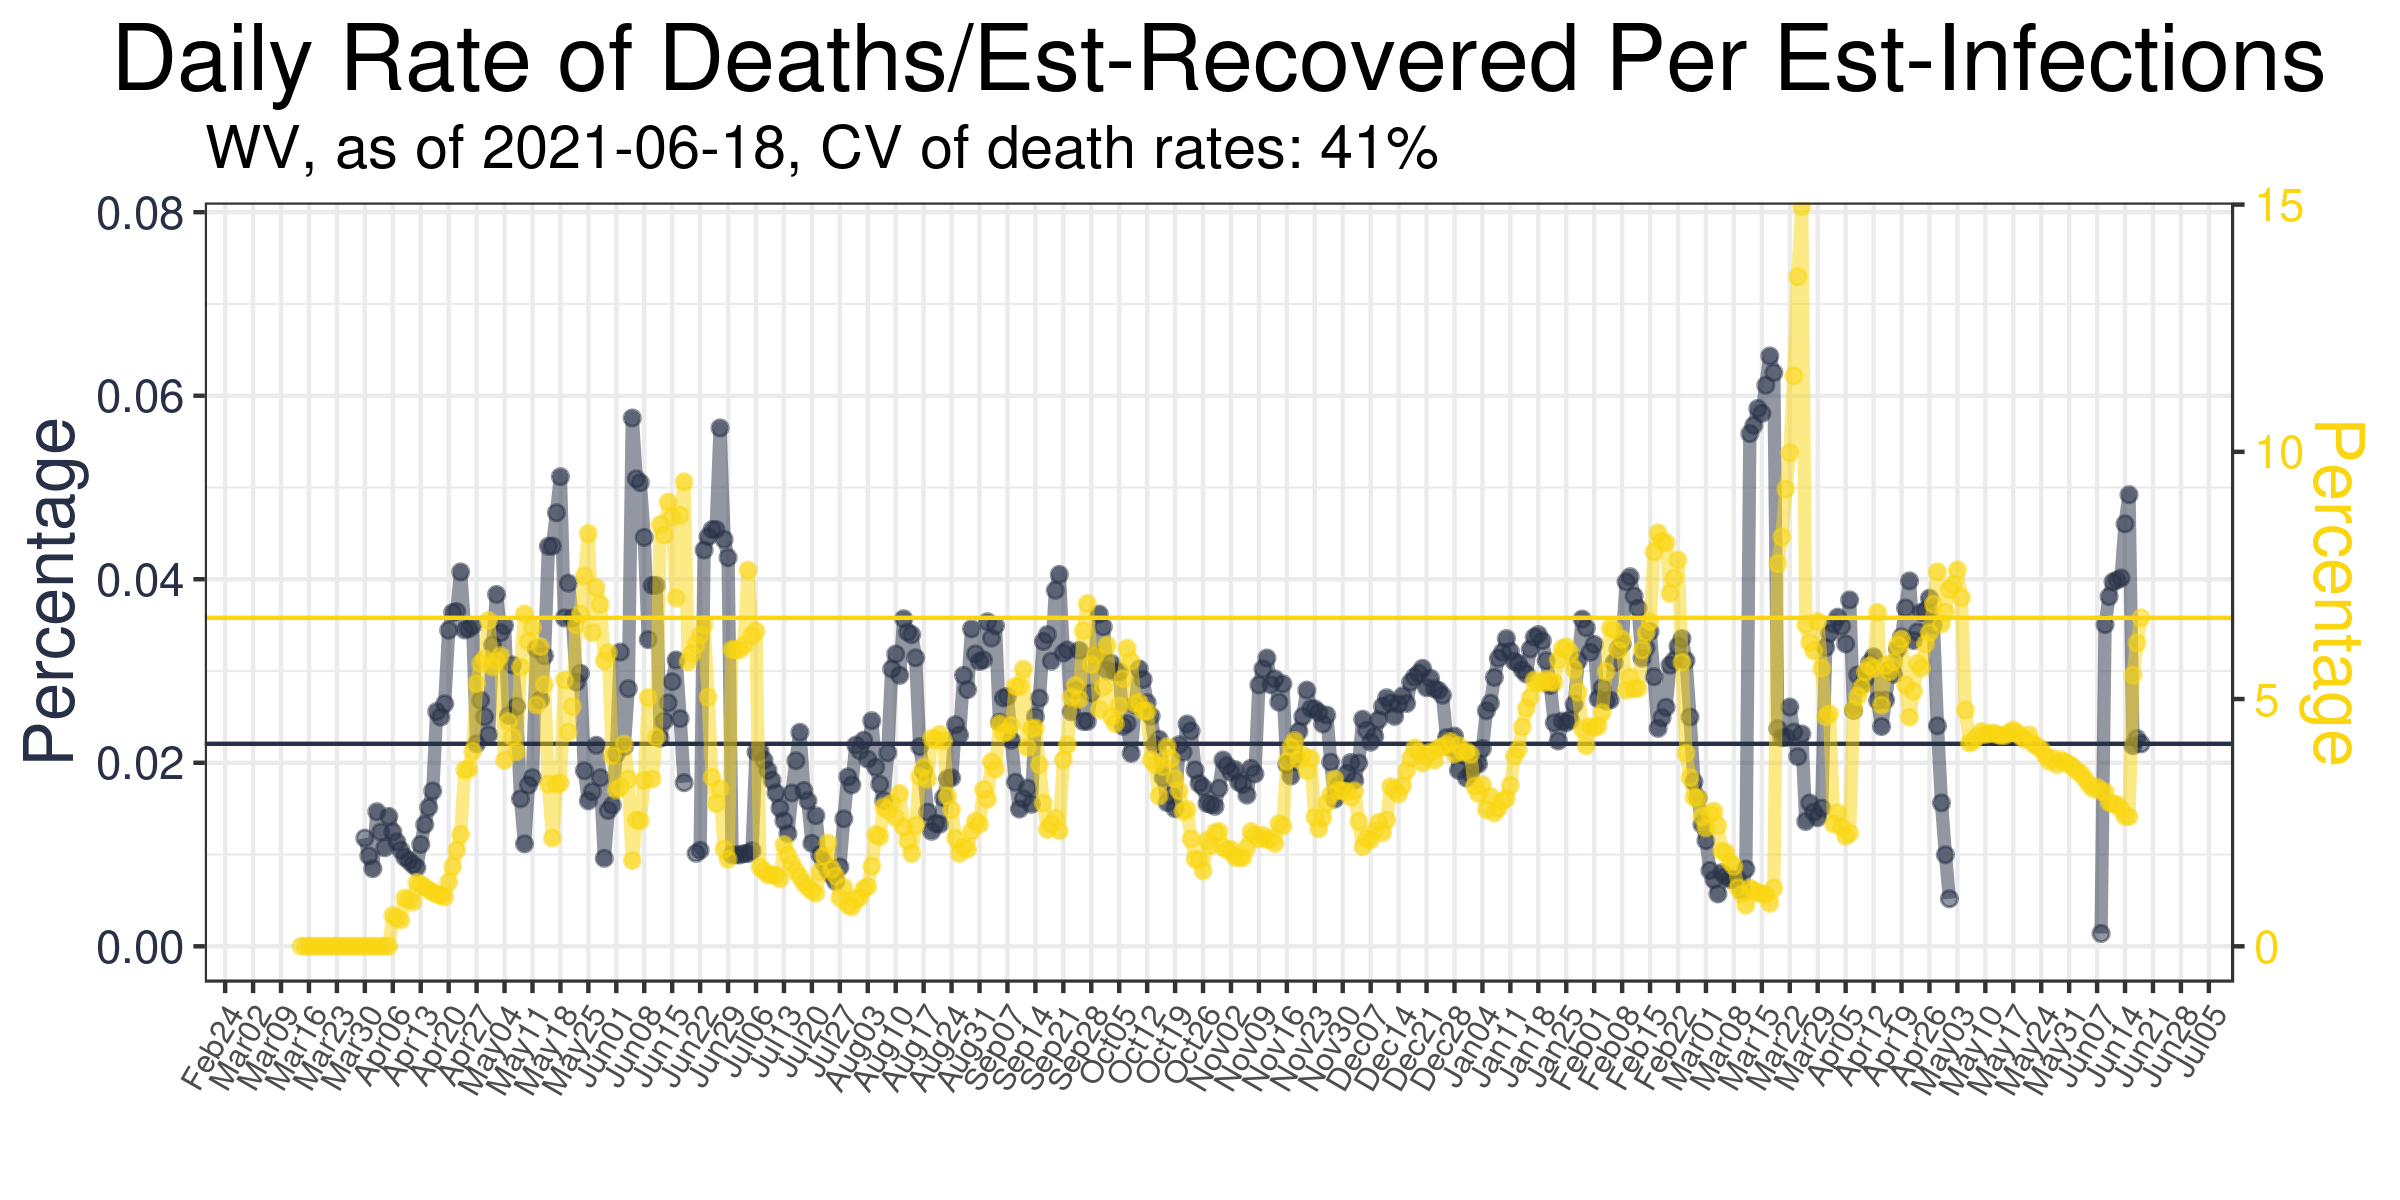 Daily Rate of Deaths/Est-Recovered Per Est-Infections
WV, as of 2021-06-18, CV of death rates: 41%
0.08
0.06
0.04
0.02
0.00
Percentage
15
10
5
0
Percentage
Feb24
Mar02
Mar09
Mar16
Mar23
Mar30
Apr06
Apr13
Apr20
Apr27
May04
May11
May18
May25
Jun01
Jun08
Jun15
Jun22
Jun29
Jul06
Jul13
Jul20
Jul27
Aug03
Aug10
Aug17
Aug24
Aug31
Sep07
Sep14
Sep21
Sep28
Oct05
Oct12
Oct19
Oct26
Nov02
Nov09
Nov16
Nov23
Nov30
Dec07
Dec14
Dec21
Dec28
Jan04
Jan11
Jan18
Jan25
Feb01
Feb08
Feb15
Feb22
Mar01
Mar08
Mar15
Mar22
Mar29
Apr05
Apr12
Apr19
Apr26
May03
May10
May17
May24
May31
Jun07
Jun14
Jun21
Jun28
Jul05